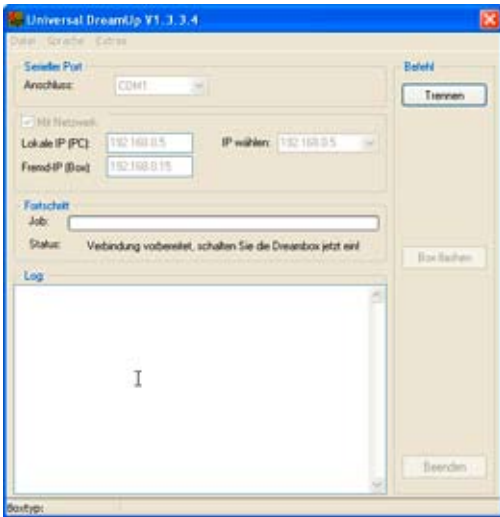 Universal DreamUp V1.3.3.4
Datei Sprache Extras
Serieller Port
Anschluss: COM1
Befehl
Trennen
Mit Netzwerk
Lokale IP (PC): 192.168.0.5 IP wählen: 192.168.0.5
Fremd-IP (Box): 192.168.0.15
Fortschritt
Job:
Status: Verbindung vorbereitet, schalten Sie die Dreambox jetzt ein!
Box flashen
Log
Beenden
Boxtyp: